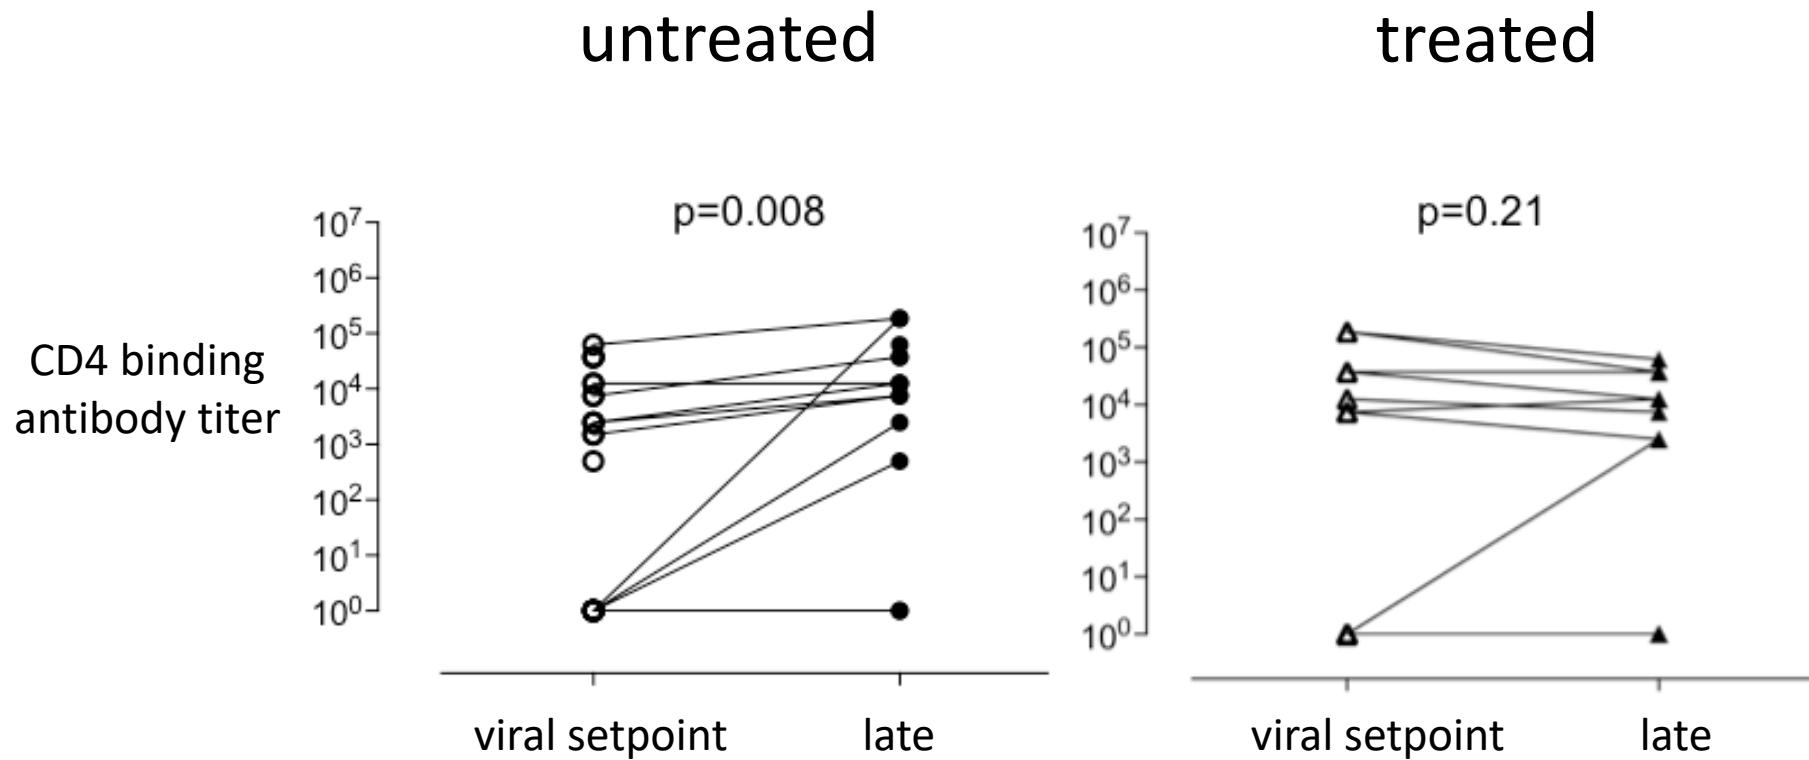 untreated
treated
p=0.008
p=0.21
CD4 binding
antibody titer
10⁷
10⁶
10⁵
10⁴
10³
10²
10¹
10⁰
10⁷
10⁶
10⁵
10⁴
10³
10²
10¹
10⁰
viral setpoint
late
viral setpoint
late